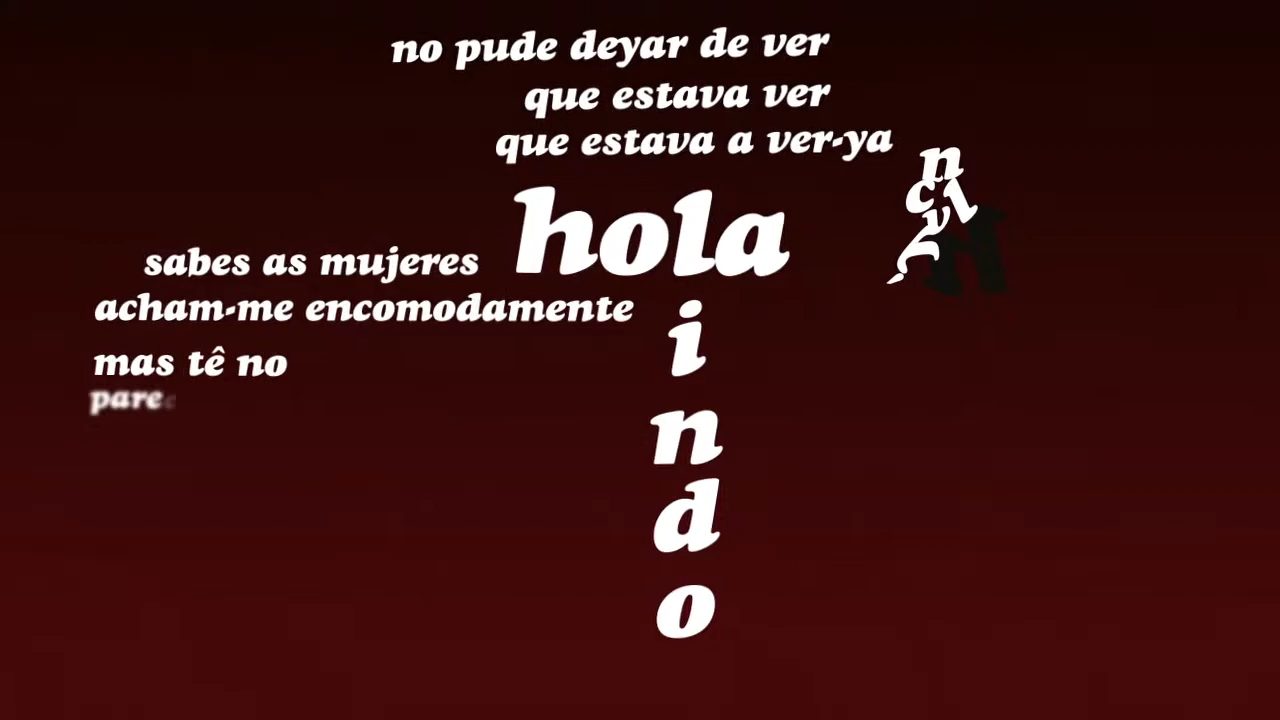 no pude deyar de ver
que estava ver
que estava a ver-ya
hola
sabes as mujeres
acham-me encomodamente
mas tê no
i
n
d
o